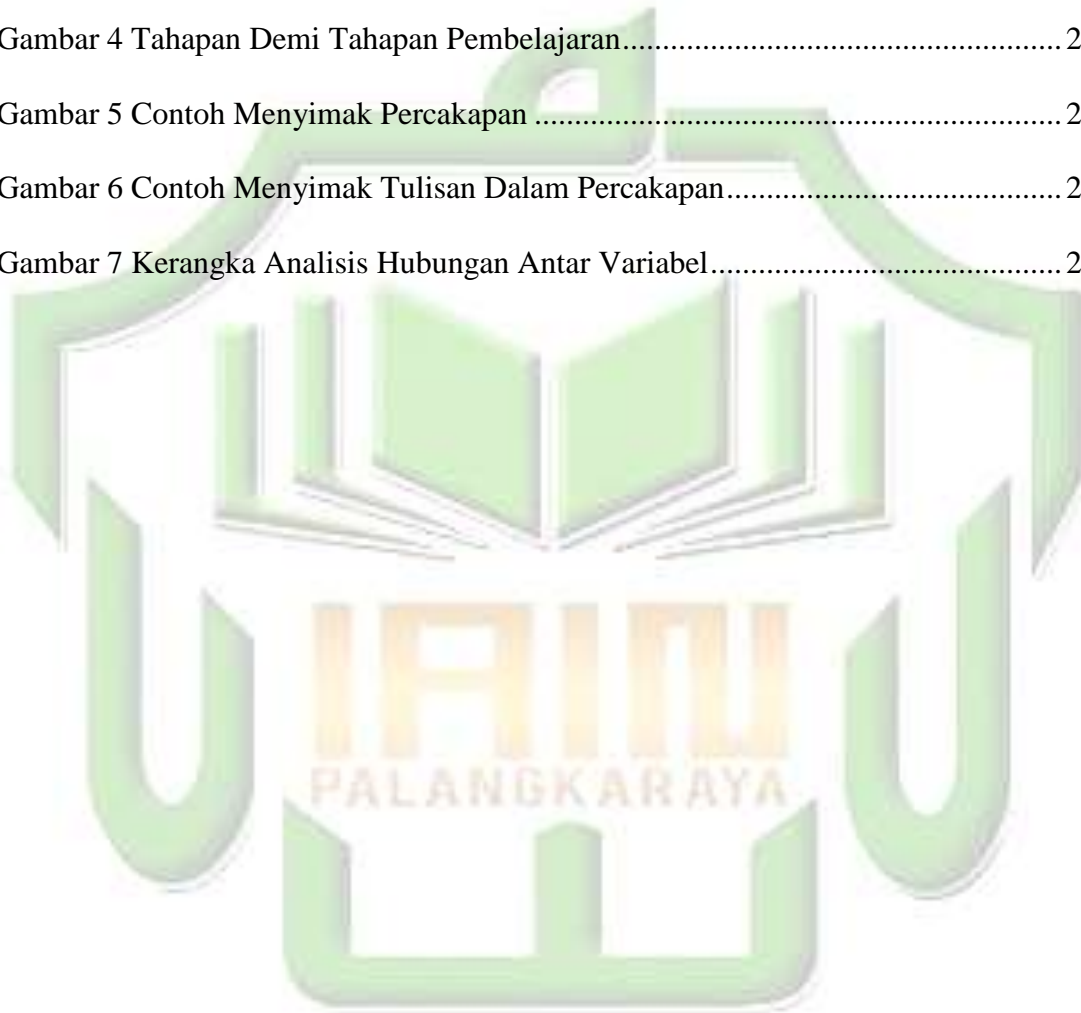 Gambar 4 Tahapan Demi Tahapan Pembelajaran................................................................ 2
Gambar 5 Contoh Menyimak Percakapan ................................................................ 2
Gambar 6 Contoh Menyimak Tulisan Dalam Percakapan................................................ 2
Gambar 7 Kerangka Analisis Hubungan Antar Variabel.................................................. 2
IAIN
PALANGKARAYA